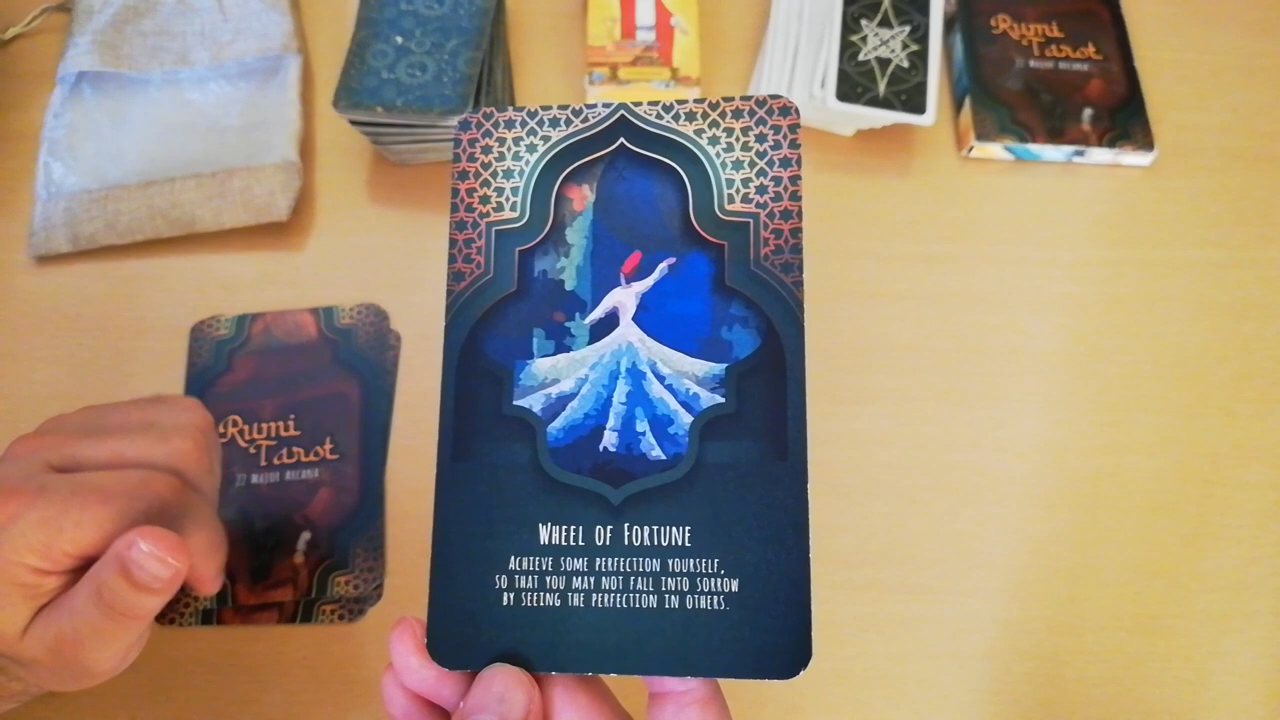 Rumi
Tarot
22 Major Arcana
Rumi
Tarot
22 Major Arcana
Wheel of Fortune
Achieve some perfection yourself,
so that you may not fall into sorrow
by seeing the perfection in others.